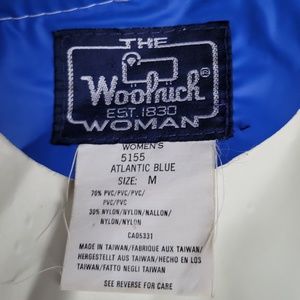 THE
Woolrich®
EST. 1830
WOMAN
WOMEN'S
5155
ATLANTIC BLUE
SIZE: M
70% PVC/PVC/PVC/
PVC/PVC
30% NYLON/NYLON/NALLON/
NYLON/NYLON
CA05331
MADE IN TAIWAN/FABRIQUE AUX TAIWAN/
HERGESTELLT AUS TAIWAN/HECHO EN LOS
TAIWAN/FATTO NEGLI TAIWAN
SEE REVERSE FOR CARE